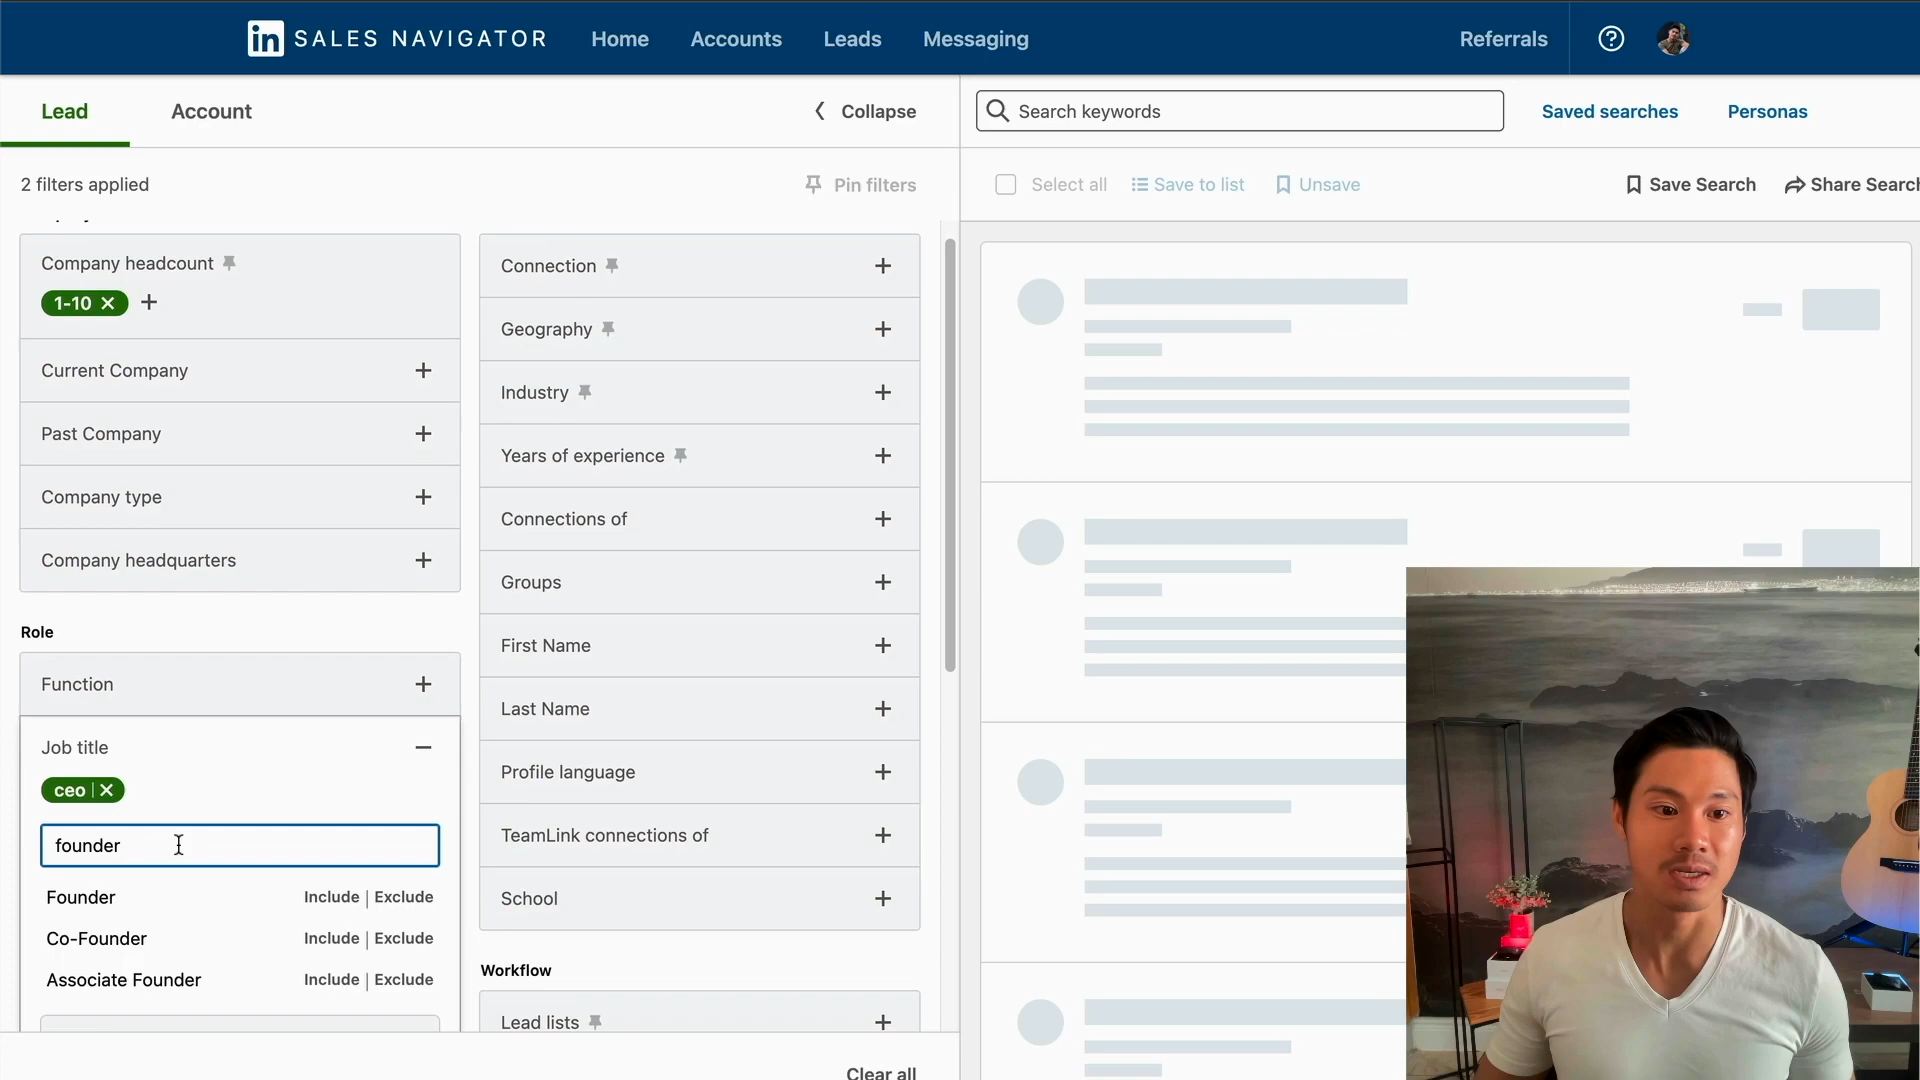 in SALES NAVIGATOR Home Accounts Leads Messaging Referrals
Lead Account Collapse
Search keywords Saved searches Personas
2 filters applied Pin filters
Select all Save to list Unsave Save Search Share Search
Company headcount
1-10
Current Company
Past Company
Company type
Company headquarters
Role
Function
Job title
ceo
founder
Founder Include | Exclude
Co-Founder Include | Exclude
Associate Founder Include | Exclude
Connection
Geography
Industry
Years of experience
Connections of
Groups
First Name
Last Name
Profile language
TeamLink connections of
School
Workflow
Lead lists
Clear all